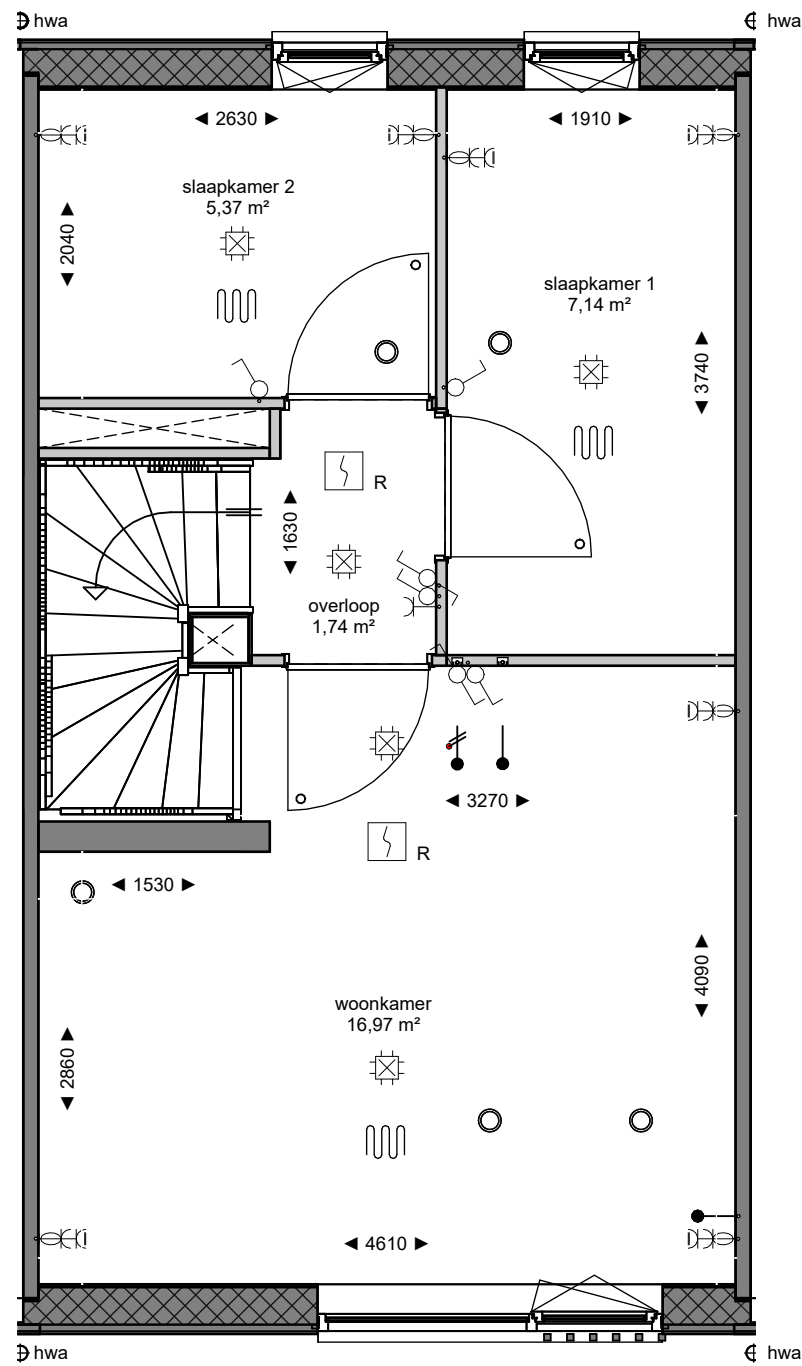 hwa
hwa
◄ 2630 ►
◄ 1910 ►
slaapkamer 2
5,37 m²
◄ 2040 ►
slaapkamer 1
7,14 m²
◄ 3740 ►
R
◄ 1630 ►
overloop
1,74 m²
◄ 3270 ►
R
◄ 1530 ►
◄ 4090 ►
woonkamer
16,97 m²
◄ 2860 ►
◄ 4610 ►
hwa
hwa